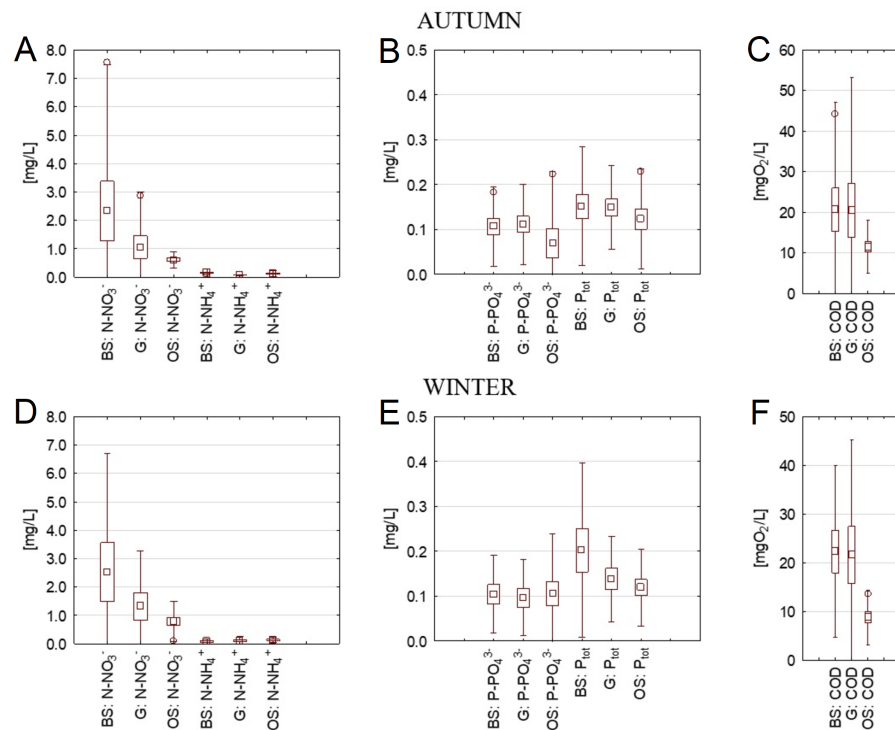 AUTUMN
A
B
C
[mg/L]
8.0
7.0
6.0
5.0
4.0
3.0
2.0
1.0
0.0
BS: N-NO₃⁻
G: N-NO₃⁻
OS: N-NO₃⁻
BS: N-NH₄⁺
G: N-NH₄⁺
OS: N-NH₄⁺
[mg/L]
0.5
0.4
0.3
0.2
0.1
0.0
BS: P-PO₄³⁻
G: P-PO₄³⁻
OS: P-PO₄³⁻
BS: Pₜₒₜ
G: Pₜₒₜ
OS: Pₜₒₜ
[mgO₂/L]
60
50
40
30
20
10
0
BS: COD
G: COD
OS: COD
WINTER
D
E
F
[mg/L]
8.0
7.0
6.0
5.0
4.0
3.0
2.0
1.0
0.0
BS: N-NO₃⁻
G: N-NO₃⁻
OS: N-NO₃⁻
BS: N-NH₄⁺
G: N-NH₄⁺
OS: N-NH₄⁺
[mg/L]
0.5
0.4
0.3
0.2
0.1
0.0
BS: P-PO₄³⁻
G: P-PO₄³⁻
OS: P-PO₄³⁻
BS: Pₜₒₜ
G: Pₜₒₜ
OS: Pₜₒₜ
[mgO₂/L]
50
40
30
20
10
0
BS: COD
G: COD
OS: COD